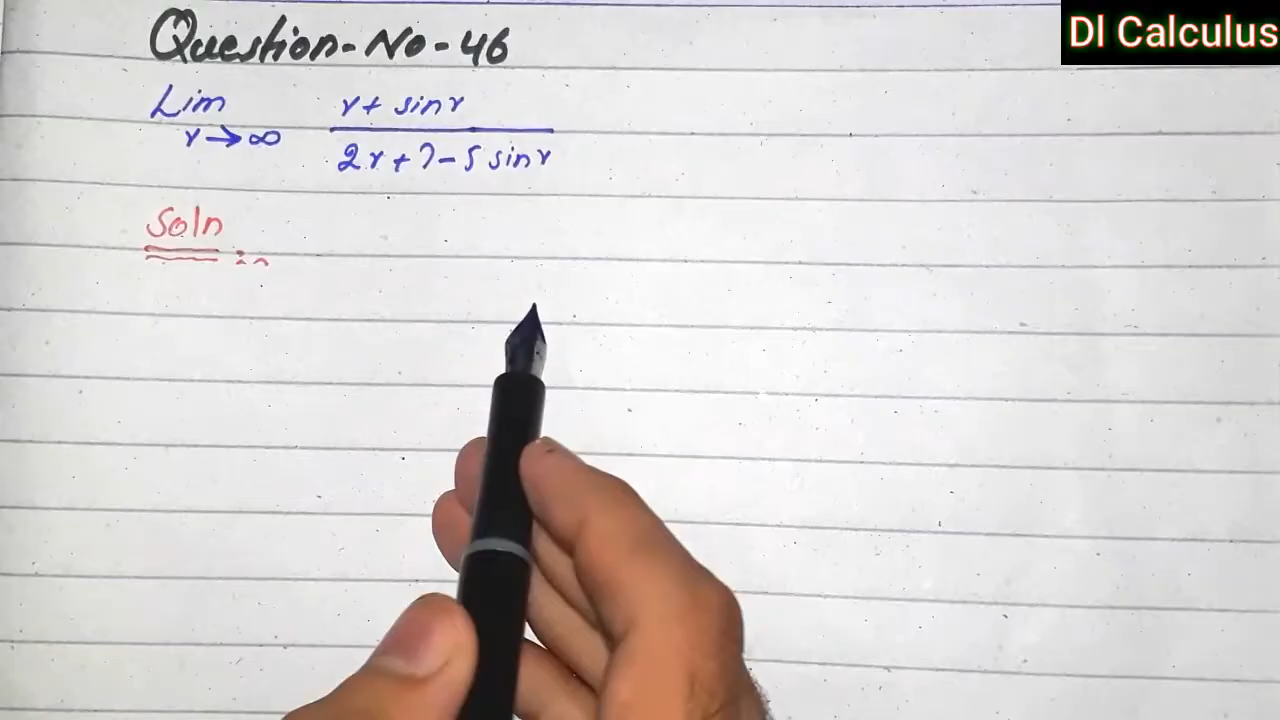 DI Calculus
Question-No-46
Lim x→∞ x + sinx / 2x + 7 - 5 sinx
Soln